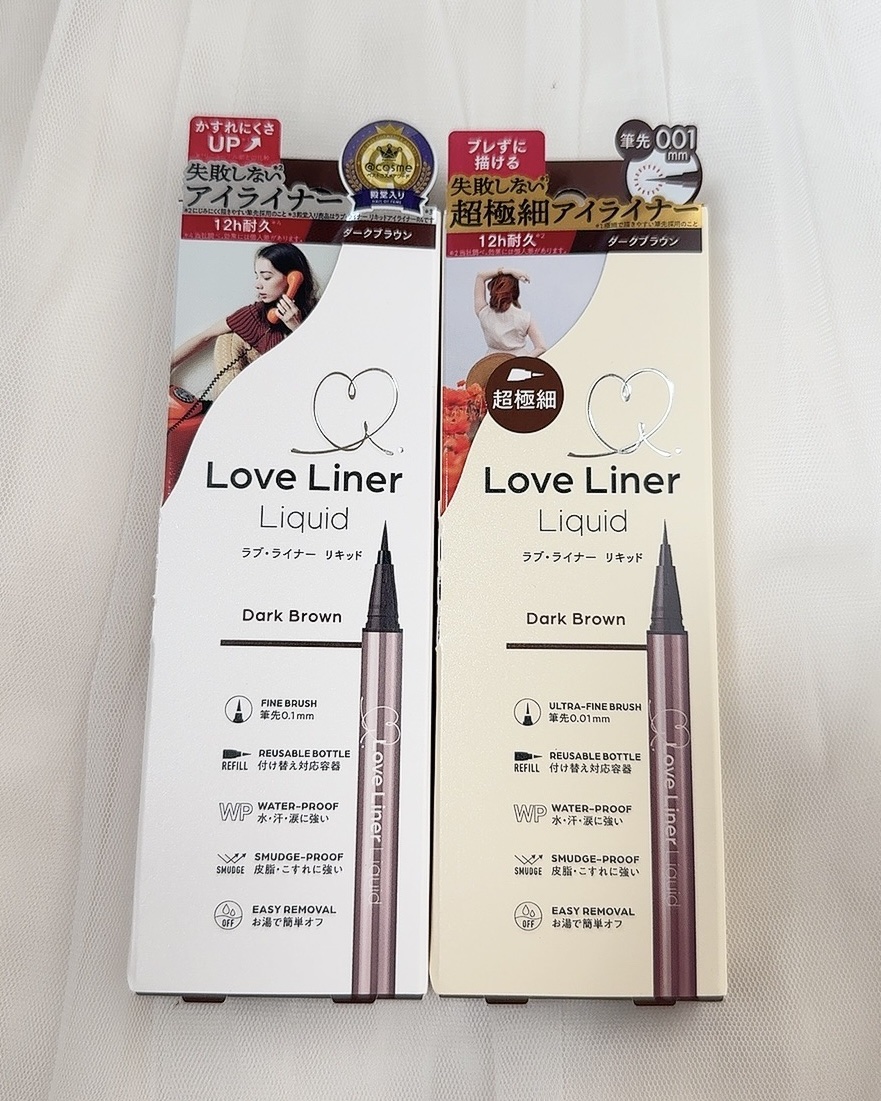 かすれにくさ
UP
失敗しない
アイライナー
@cosme
殿堂入り
12h耐久
ダークブラウン
Love Liner
Liquid
ラブ・ライナー リキッド
Dark Brown
FINE BRUSH
筆先0.1mm
REFILL
REUSABLE BOTTLE
付け替え対応容器
WP
WATER-PROOF
水・汗・涙に強い
SMUDGE
SMUDGE-PROOF
皮脂・こすれに強い
OFF
EASY REMOVAL
お湯で簡単オフ
Love Liner Liquid
ブレずに
描ける
筆先0.01
mm
失敗しない
超極細アイライナー
12h耐久*2
ダークブラウン
超極細
Love Liner
Liquid
ラブ・ライナー リキッド
Dark Brown
ULTRA-FINE BRUSH
筆先0.01mm
REFILL
REUSABLE BOTTLE
付け替え対応容器
WP
WATER-PROOF
水・汗・涙に強い
SMUDGE
SMUDGE-PROOF
皮脂・こすれに強い
OFF
EASY REMOVAL
お湯で簡単オフ
Love Liner Liquid